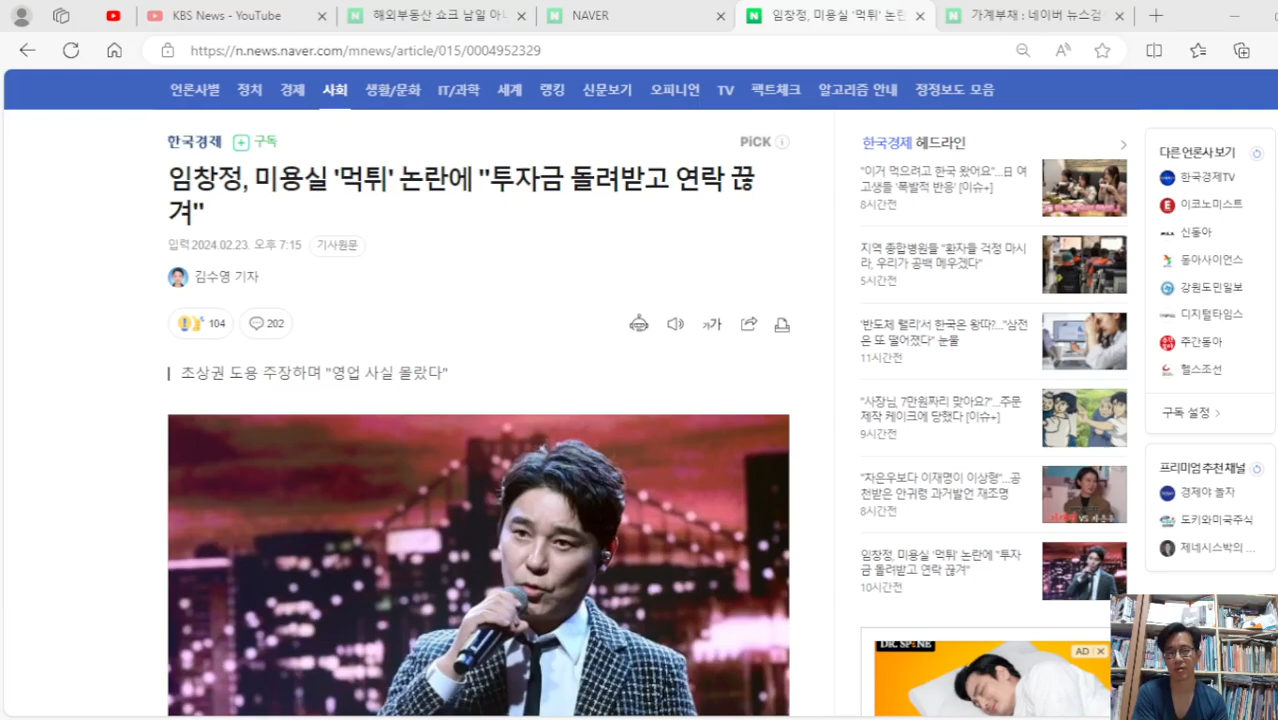 KBS News - YouTube
해외부동산 쇼크 남일 아니
NAVER
임창정, 미용실 '먹튀' 논란
가계부채 : 네이버 뉴스검
https://n.news.naver.com/mnews/article/015/0004952329
언론사별 정치 경제 사회 생활/문화 IT/과학 세계 랭킹 신문보기 오피니언 TV 팩트체크 알고리즘 안내 정정보도 모음
한국경제 구독
PiCK
임창정, 미용실 '먹튀' 논란에 "투자금 돌려받고 연락 끊
겨"
입력 2024.02.23. 오후 7:15 기사원문
김수영 기자
104 202
가가
초상권 도용 주장하며 "영업 사실 몰랐다"
한국경제 헤드라인
"이거 먹으려고 한국 왔어요"...日 여
고생들 '폭발적 반응' [이슈+]
8시간전
지역 종합병원들 "환자들 걱정 마시
라, 우리가 공백 메우겠다"
5시간전
'반도체 랠리'서 한국은 왕따?..."삼전
은 또 떨어졌다" 눈물
11시간전
"사장님, 7만원짜리 맞아요?"...주문
제작 케이크에 당했다 [이슈+]
9시간전
"차은우보다 이재명이 이상형"...공
천받은 안귀령 과거발언 재조명
8시간전
임창정, 미용실 '먹튀' 논란에 "투자
금 돌려받고 연락 끊겨"
10시간전
DR. SPINE
AD
다른 언론사 보기
한국경제TV
이코노미스트
신동아
동아사이언스
강원도민일보
디지털타임스
주간동아
헬스조선
구독 설정
프리미엄 추천 채널
경제야 놀자
도키와미국주식
제네시스박의 ...